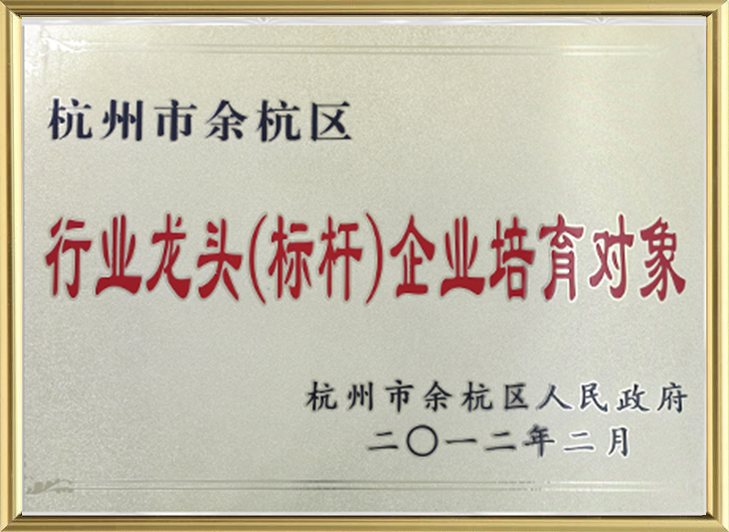 杭州市余杭区
行业龙头(标杆)企业培育对象
杭州市余杭区人民政府
二〇一二年二月